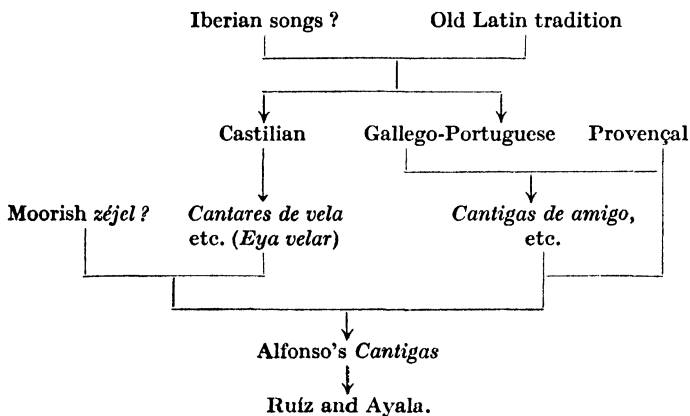 Iberian songs ? Old Latin tradition
Castilian Gallego-Portuguese Provençal
Moorish zéjel ? Cantares de vela Cantigas de amigo,
etc. (Eya velar) etc.
Alfonso's Cantigas
Ruíz and Ayala.